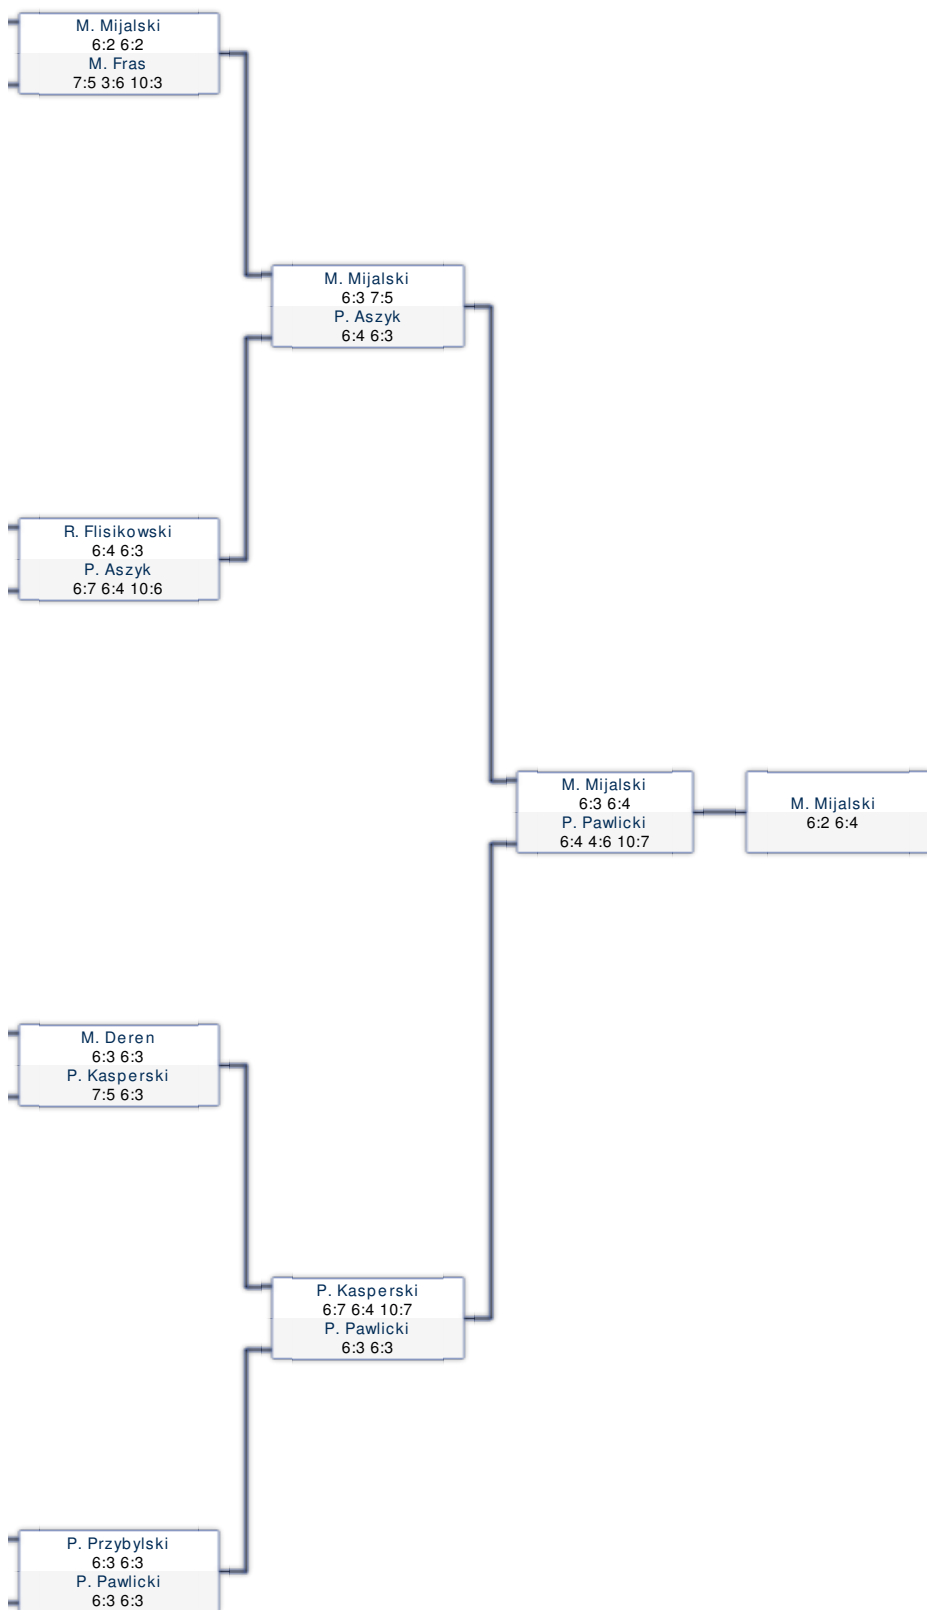 M. Mijalski
6:2 6:2
M. Fras
7:5 3:6 10:3
M. Mijalski
6:3 7:5
P. Aszyk
6:4 6:3
R. Flisikowski
6:4 6:3
P. Aszyk
6:7 6:4 10:6
M. Mijalski
6:3 6:4
P. Pawlicki
6:4 4:6 10:7
M. Mijalski
6:2 6:4
M. Deren
6:3 6:3
P. Kasperski
7:5 6:3
P. Kasperski
6:7 6:4 10:7
P. Pawlicki
6:3 6:3
P. Przybylski
6:3 6:3
P. Pawlicki
6:3 6:3